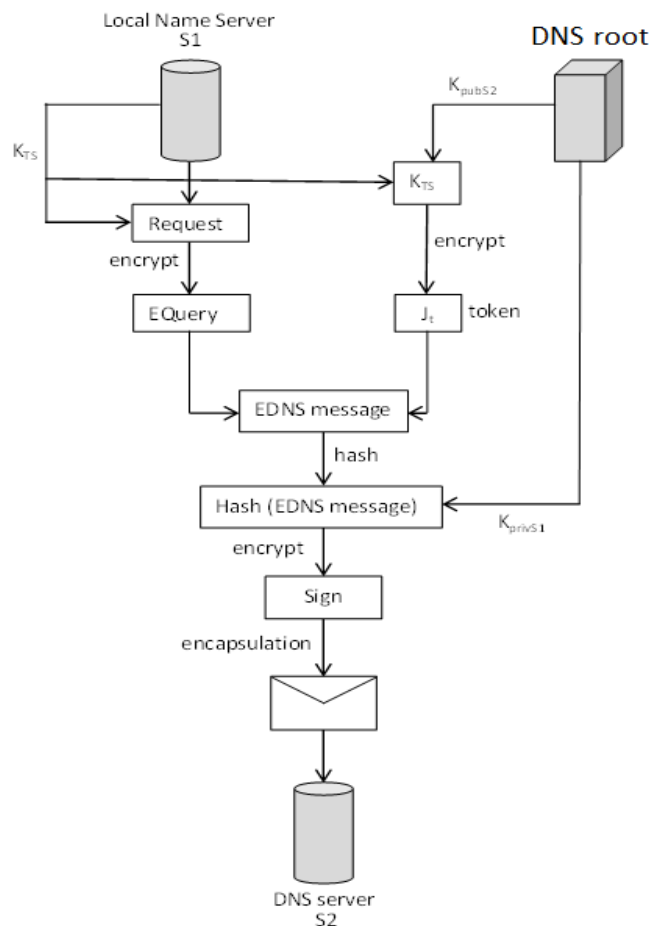 Local Name Server
S1
DNS root
K_pubS2
K_TS
K_TS
Request
encrypt
encrypt
EQuery
J_t
token
EDNS message
hash
Hash (EDNS message)
K_privS1
encrypt
Sign
encapsulation
DNS server
S2